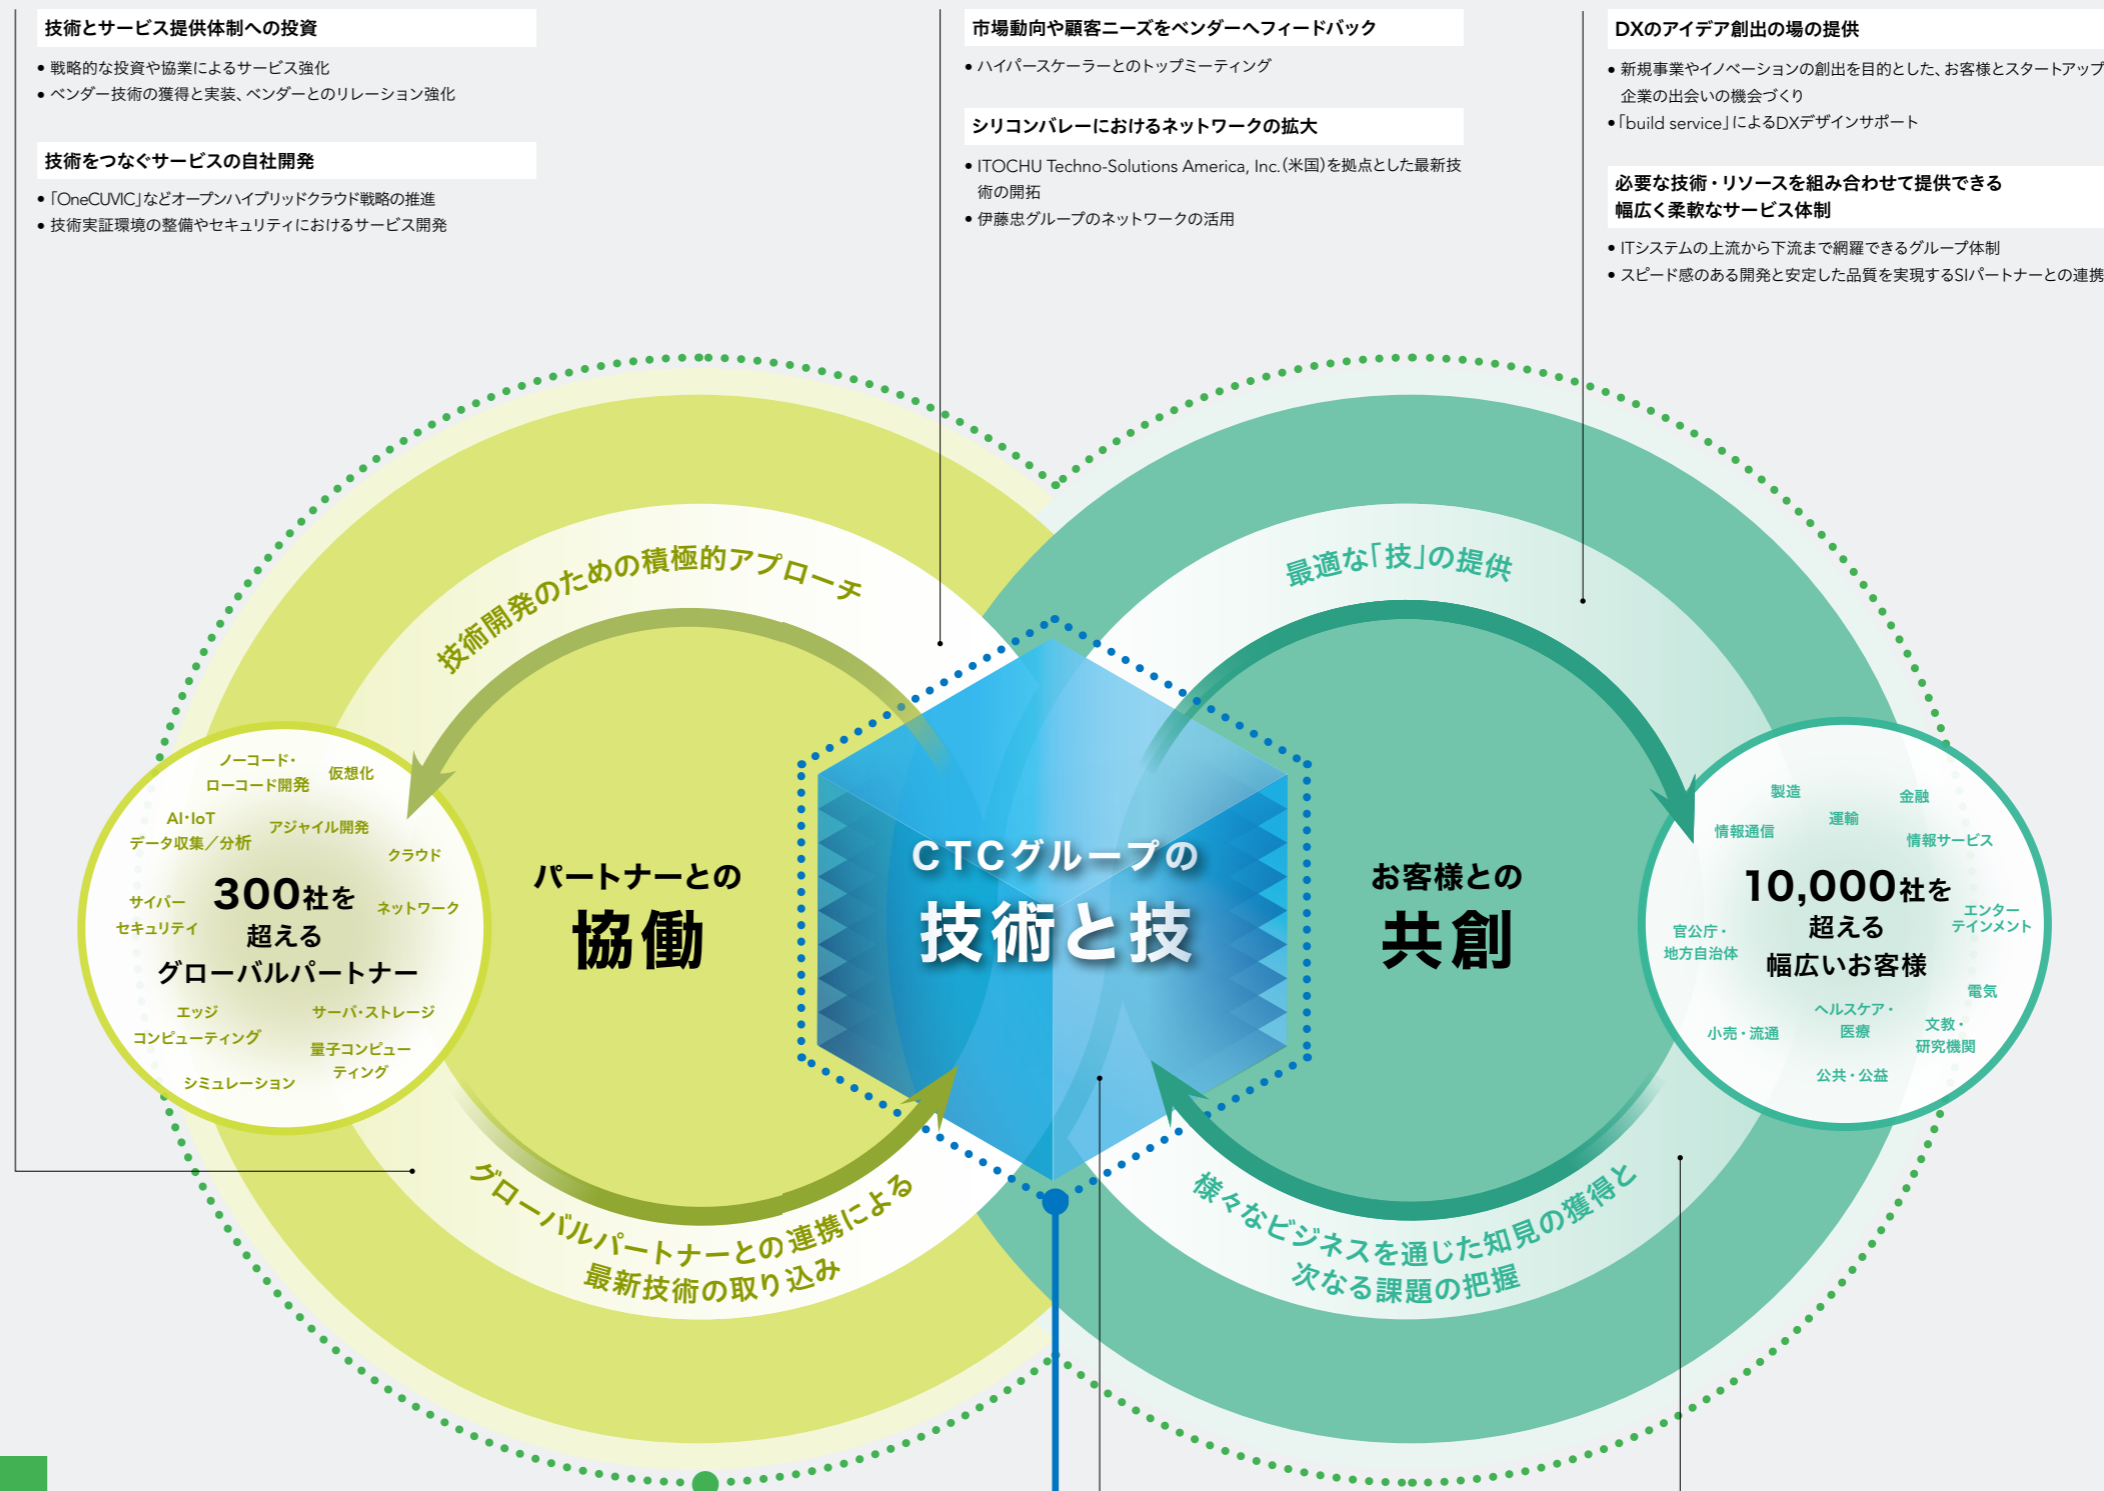 技術とサービス提供体制への投資
• 戦略的な投資や協業によるサービス強化
• ベンダー技術の獲得と実装、ベンダーとのリレーション強化
技術をつなぐサービスの自社開発
• 「OneCUVIC」などオープンハイブリッドクラウド戦略の推進
• 技術実証環境の整備やセキュリティにおけるサービス開発
市場動向や顧客ニーズをベンダーへフィードバック
• ハイパースケーラーとのトップミーティング
シリコンバレーにおけるネットワークの拡大
• ITOCHU Techno-Solutions America, Inc.(米国)を拠点とした最新技
術の開拓
• 伊藤忠グループのネットワークの活用
DXのアイデア創出の場の提供
• 新規事業やイノベーションの創出を目的とした、お客様とスタートアップ
企業の出会いの機会づくり
• 「build service」によるDXデザインサポート
必要な技術・リソースを組み合わせて提供できる
幅広く柔軟なサービス体制
• ITシステムの上流から下流まで網羅できるグループ体制
• スピード感のある開発と安定した品質を実現するSIパートナーとの連携
技術開発のための積極的アプローチ
最適な「技」の提供
ノーコード・
ローコード開発
仮想化
AI・IoT
データ収集／分析
アジャイル開発
クラウド
サイバー
セキュリティ
300社を
超える
グローバルパートナー
ネットワーク
エッジ
コンピューティング
サーバ・ストレージ
量子コンピュー
ティング
シミュレーション
パートナーとの
協働
CTCグループの
技術と技
お客様との
共創
製造
金融
運輸
情報通信
情報サービス
10,000社を
超える
幅広いお客様
エンター
テインメント
官公庁・
地方自治体
電気
ヘルスケア・
医療
文教・
研究機関
小売・流通
公共・公益
グローバルパートナーとの連携による
最新技術の取り込み
様々なビジネスを通じた知見の獲得と
次なる課題の把握